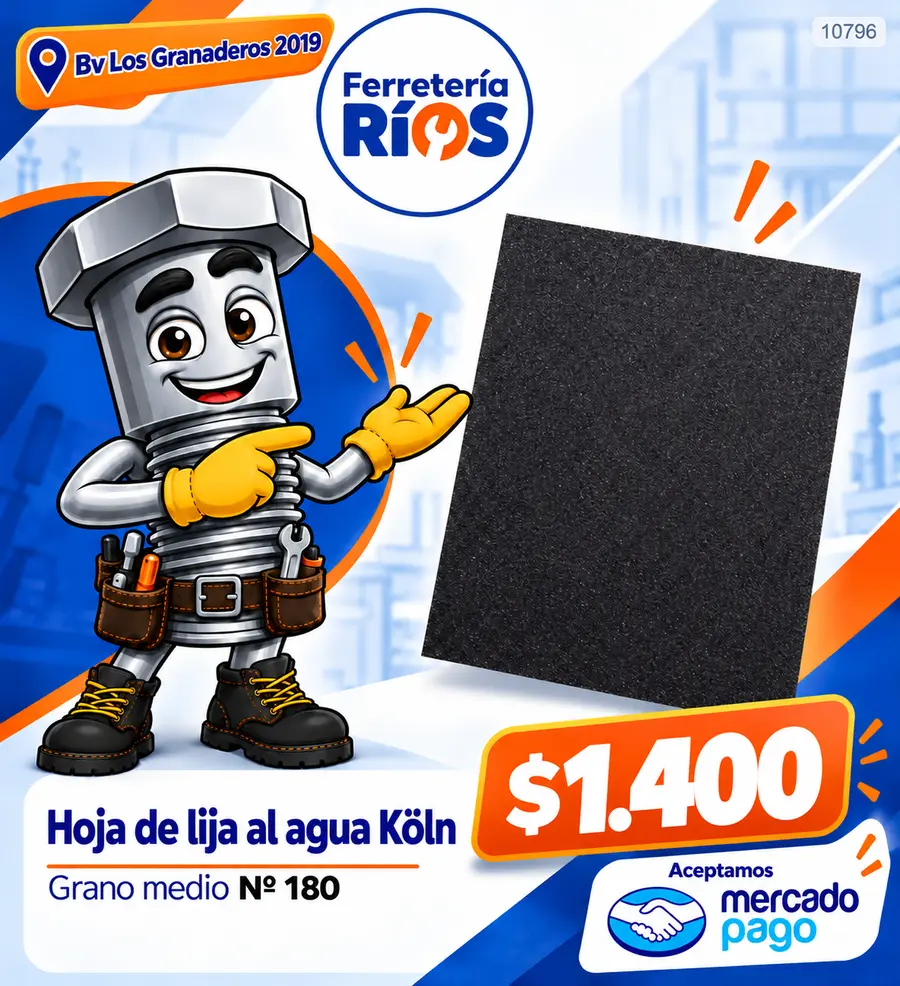 Bv Los Granaderos 2019
10796
Ferretería
Ríos
$1.400
Hoja de lija al agua Köln
Grano medio Nº 180
Aceptamos
mercado
pago